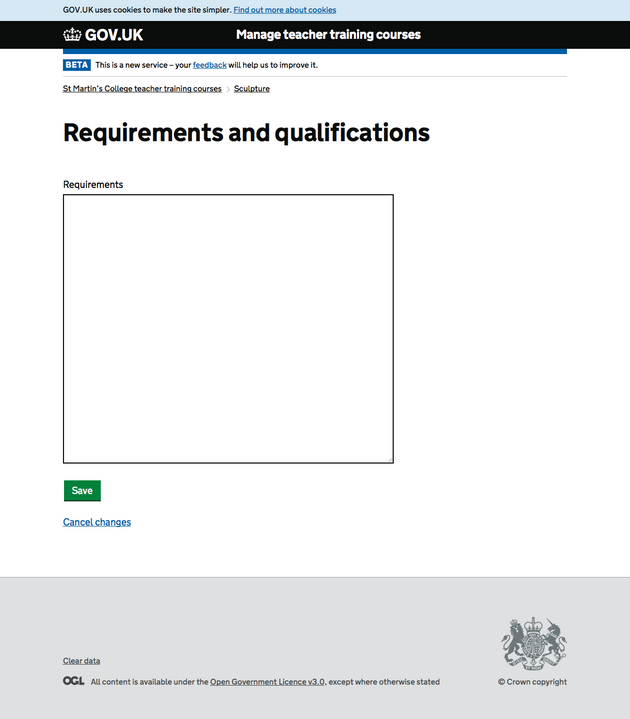 GOV.UK uses cookies to make the site simpler. Find out more about cookies
GOV.UK Manage teacher training courses
BETA This is a new service – your feedback will help us to improve it.
St Martin's College teacher training courses Sculpture
Requirements and qualifications
Requirements
Save
Cancel changes
Clear data
OGL All content is available under the Open Government Licence v3.0, except where otherwise stated
© Crown copyright